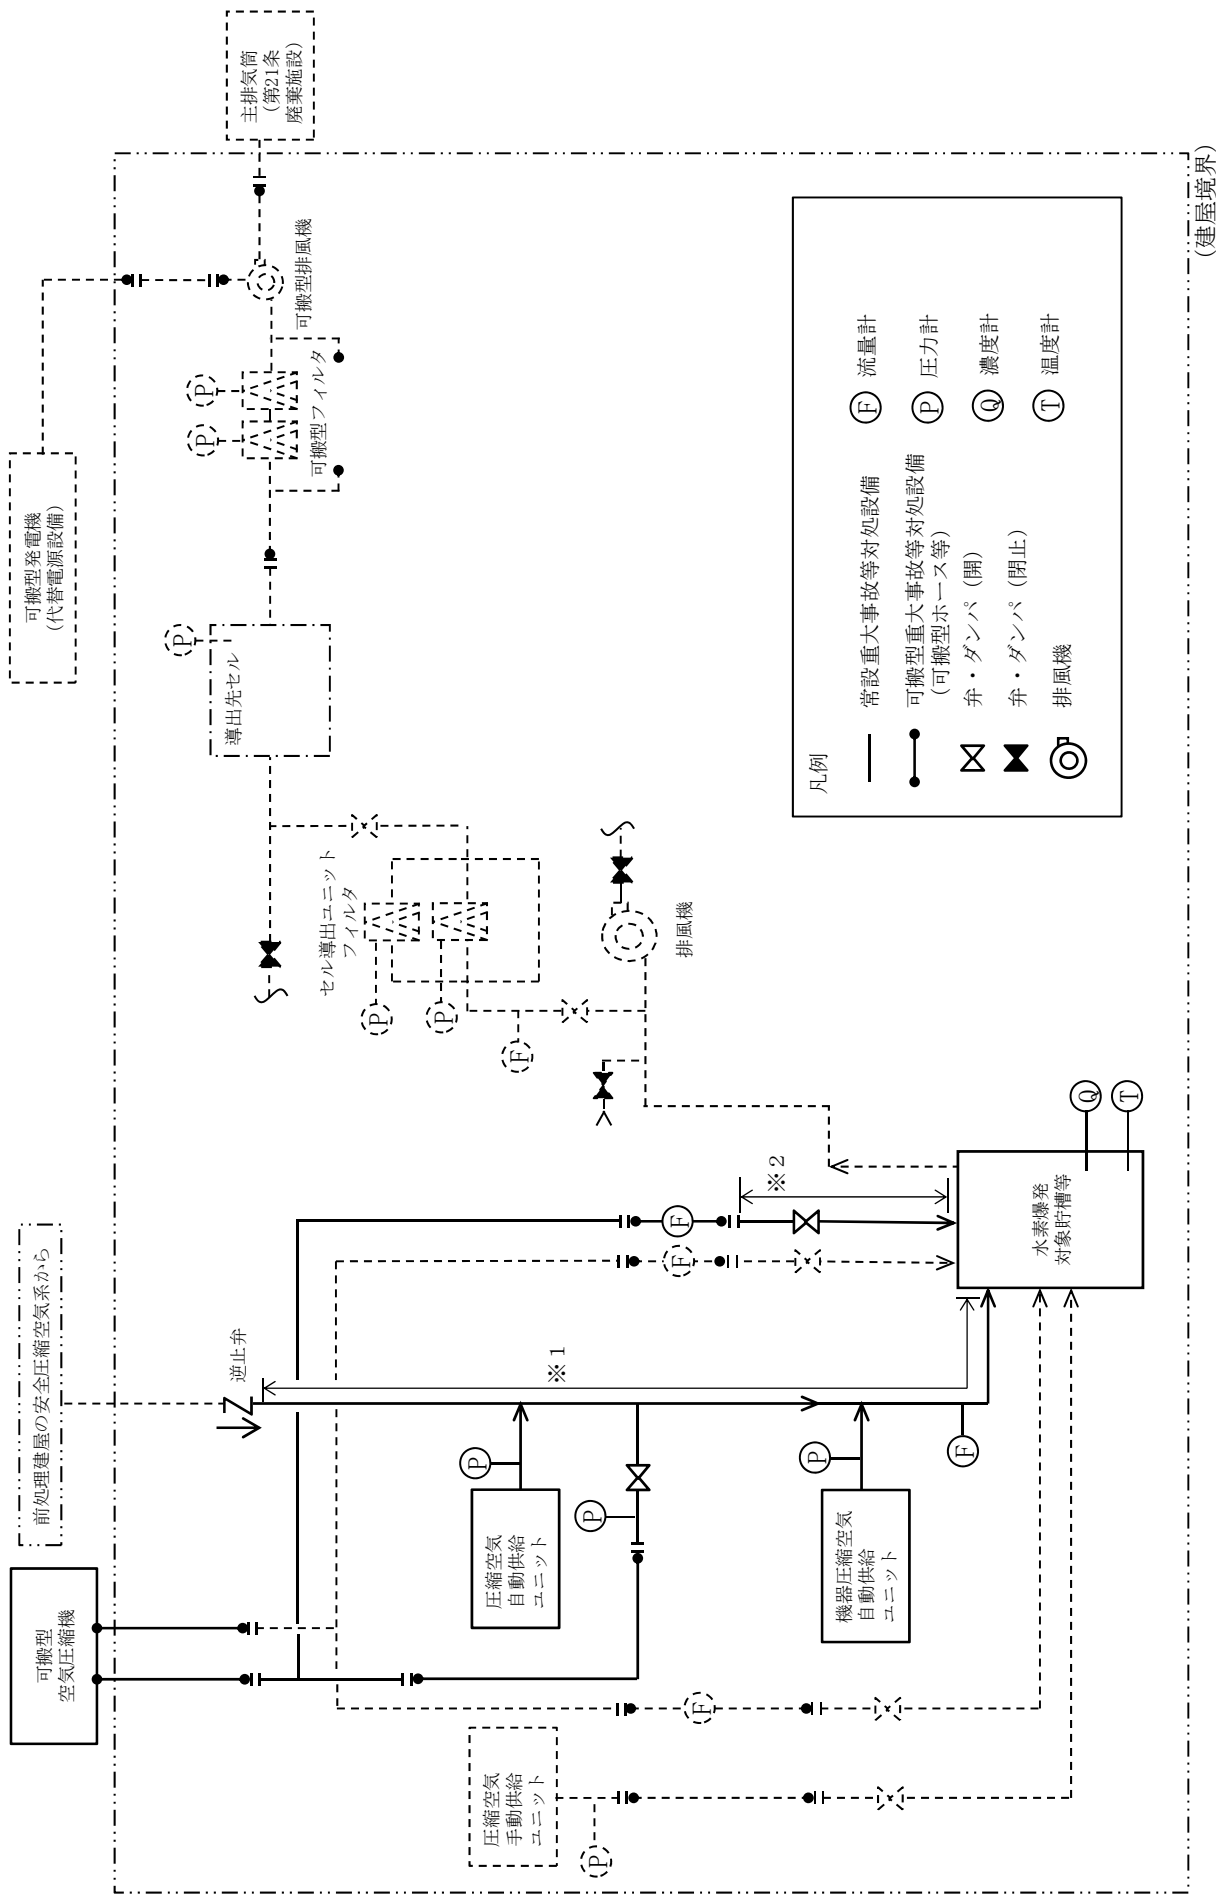 主排気筒
(第21条
廃棄施設)
可搬型発電機
(代替電源設備)
可搬型排風機
P
P
可搬型フィルタ
P
導出先セル
セル導出ユニット
フィルタ
P
P
F
排風機
(建屋境界)
凡例
常設重大事故等対処設備
可搬型重大事故等対処設備
(可搬型ホース等)
弁・ダンパ (開)
弁・ダンパ (閉止)
排風機
F 流量計
P 圧力計
Q 濃度計
T 温度計
前処理建屋の安全圧縮空気系から
逆止弁
※1
※2
F
F
Q
T
水素爆発
対象貯槽等
可搬型
空気圧縮機
P
圧縮空気
自動供給
ユニット
P
P
機器圧縮空気
自動供給
ユニット
F
F
圧縮空気
手動供給
ユニット
P